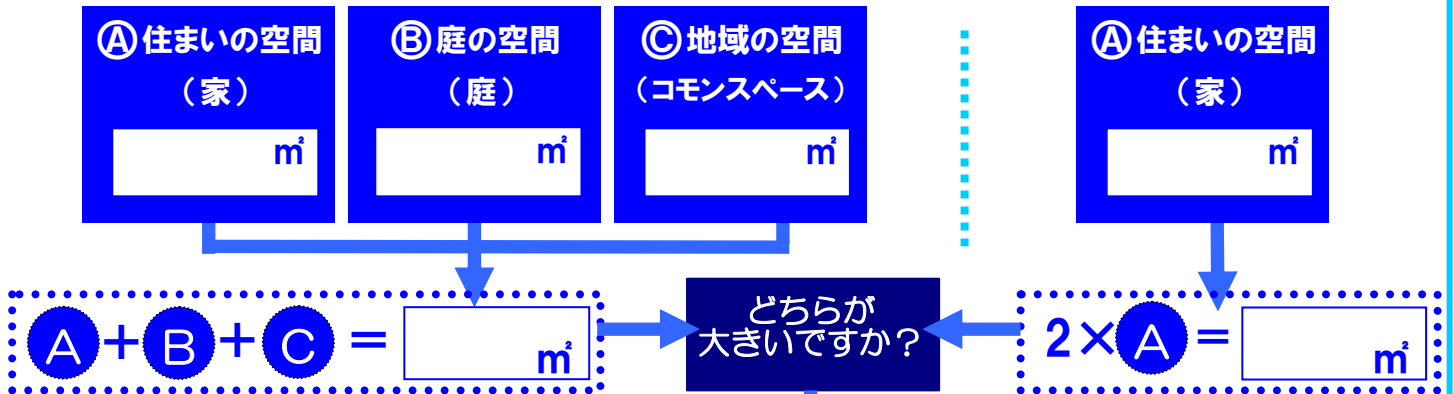 Ⓐ住まいの空間
（家）
㎡
Ⓑ庭の空間
（庭）
㎡
Ⓒ地域の空間
（コモンスペース）
㎡
Ⓐ住まいの空間
（家）
㎡
A+B+C=
㎡
どちらが
大きいですか？
2×A=
㎡